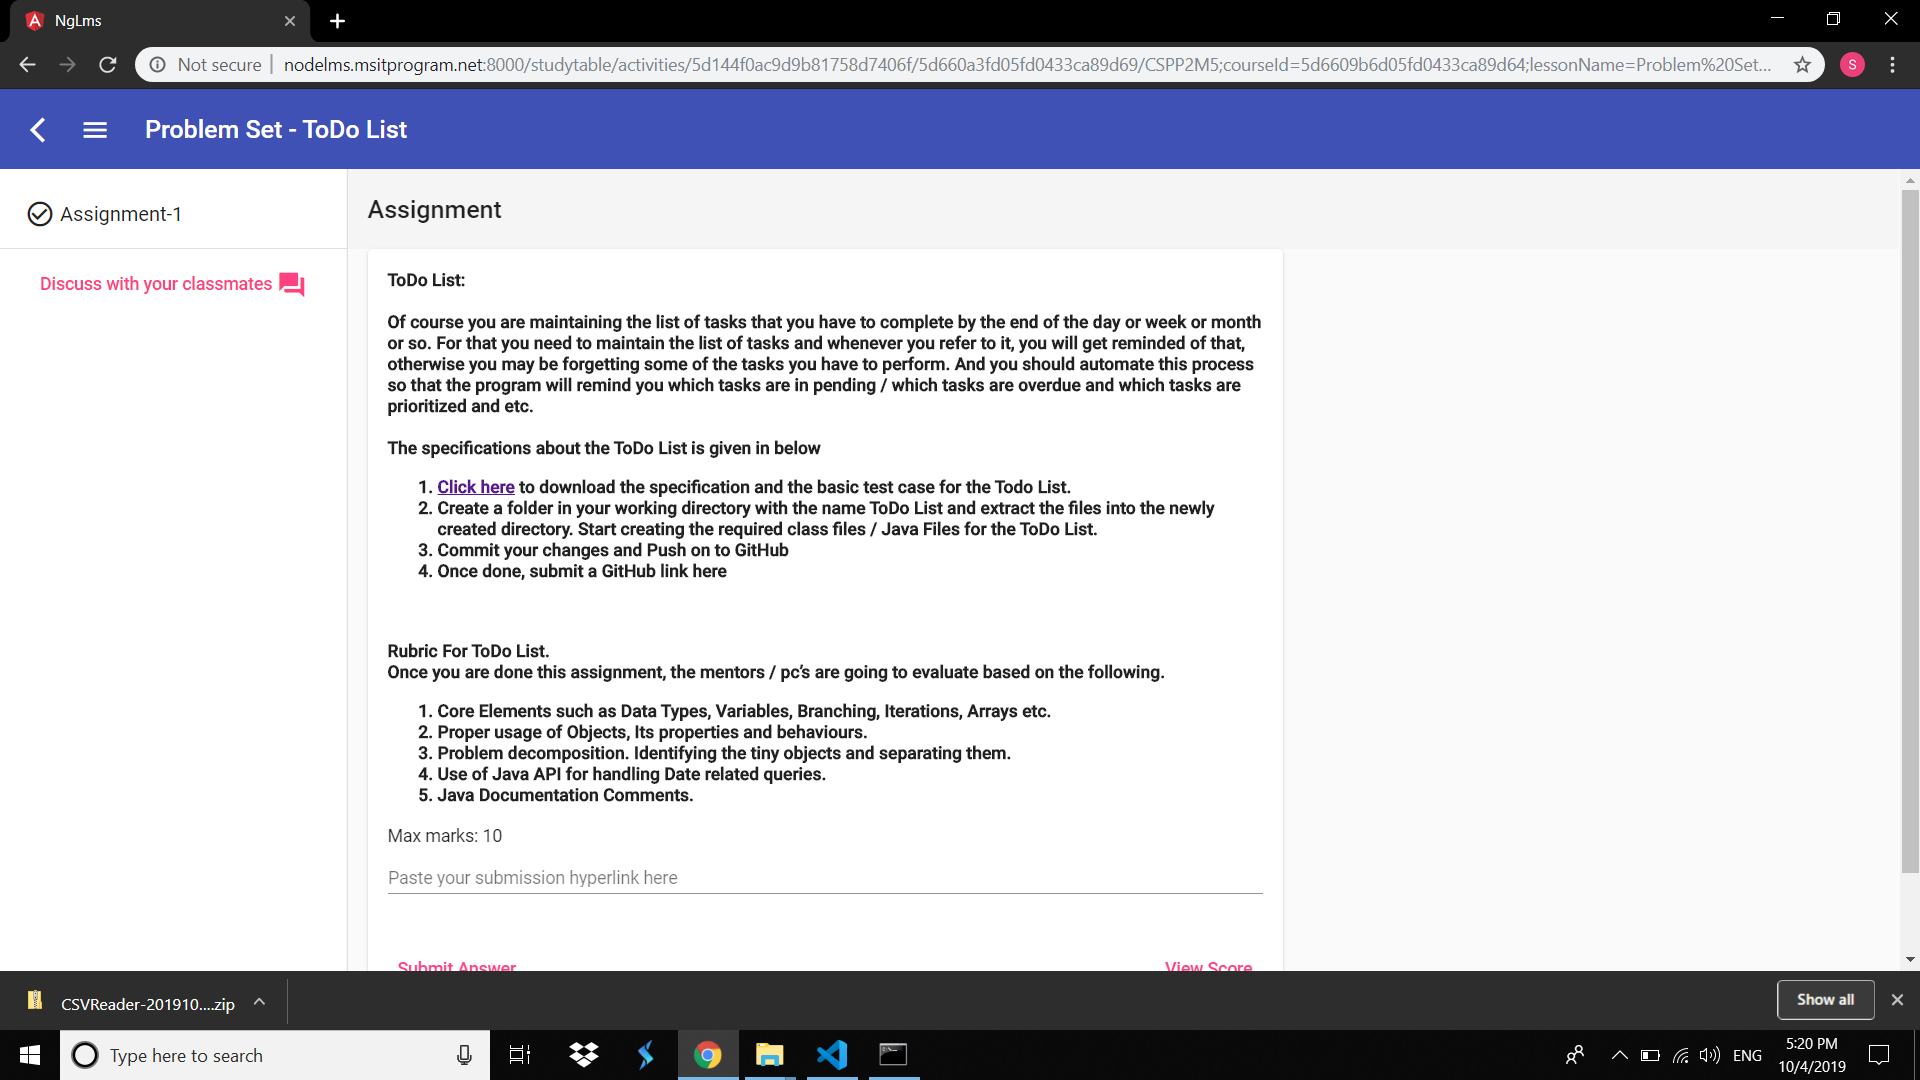 NgLms
Not secure
nodelms.msitprogram.net:8000/studytable/activities/5d144f0ac9d9b81758d7406f/5d660a3fd05fd0433ca89d69/CSPP2M5;courseId=5d6609b6d05fd0433ca89d64;lessonName=Problem%20Set...
S
Problem Set - ToDo List
Assignment-1
Discuss with your classmates
Assignment
ToDo List:
Of course you are maintaining the list of tasks that you have to complete by the end of the day or week or month
or so. For that you need to maintain the list of tasks and whenever you refer to it, you will get reminded of that,
otherwise you may be forgetting some of the tasks you have to perform. And you should automate this process
so that the program will remind you which tasks are in pending / which tasks are overdue and which tasks are
prioritized and etc.
The specifications about the ToDo List is given in below
1. Click here to download the specification and the basic test case for the Todo List.
2. Create a folder in your working directory with the name ToDo List and extract the files into the newly
created directory. Start creating the required class files / Java Files for the ToDo List.
3. Commit your changes and Push on to GitHub
4. Once done, submit a GitHub link here
Rubric For ToDo List.
Once you are done this assignment, the mentors / pc’s are going to evaluate based on the following.
1. Core Elements such as Data Types, Variables, Branching, Iterations, Arrays etc.
2. Proper usage of Objects, Its properties and behaviours.
3. Problem decomposition. Identifying the tiny objects and separating them.
4. Use of Java API for handling Date related queries.
5. Java Documentation Comments.
Max marks: 10
Paste your submission hyperlink here
Submit Answer
View Score
CSVReader-201910....zip
Show all
Type here to search
ENG
5:20 PM
10/4/2019